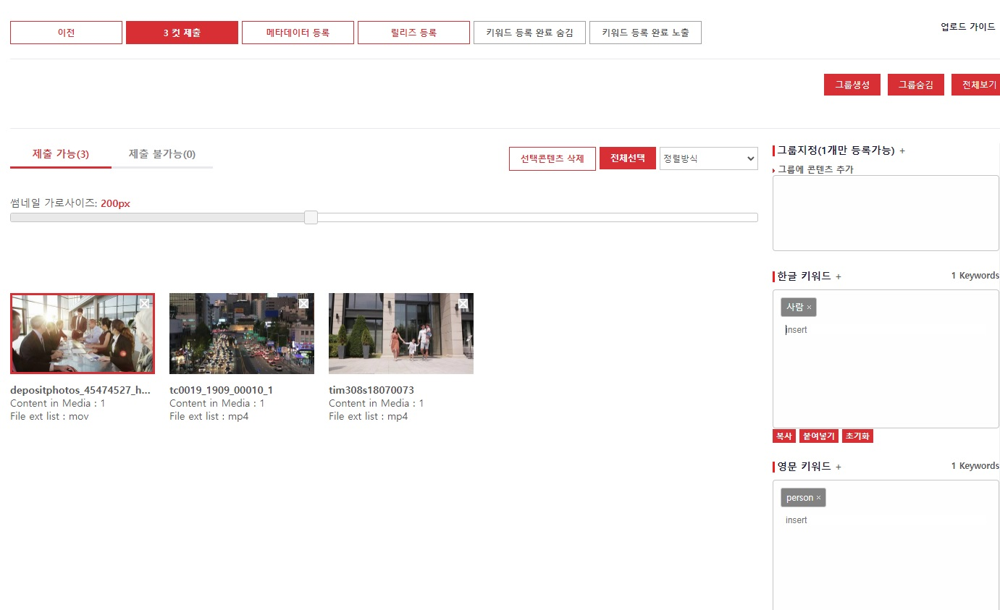 이전
3 컷 제출
메타데이터 등록
릴리즈 등록
키워드 등록 완료 숨김
키워드 등록 완료 노출
업로드 가이드
그룹생성
그룹숨김
전체보기
제출 가능(3)
제출 불가능(0)
선택콘텐츠 삭제
전체선택
정렬방식
썸네일 가로사이즈: 200px
depositphotos_45474527_h...
Content in Media : 1
File ext list : mov
tc0019_1909_00010_1
Content in Media : 1
File ext list : mp4
tim308s18070073
Content in Media : 1
File ext list : mp4
그룹지정(1개만 등록가능) +
그룹에 콘텐츠 추가
한글 키워드 +
1 Keywords
사람 ×
insert
복사
붙여넣기
초기화
영문 키워드 +
1 Keywords
person ×
insert